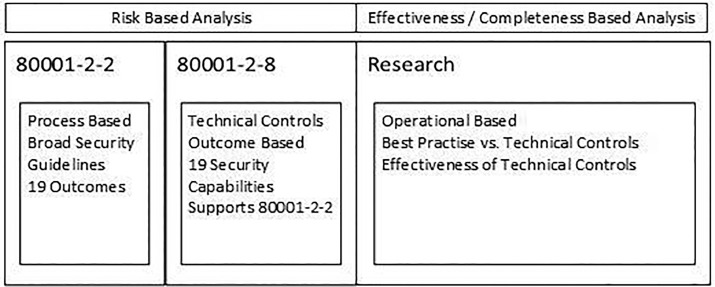 Risk Based Analysis
Effectiveness / Completeness Based Analysis
80001-2-2
Process Based
Broad Security
Guidelines
19 Outcomes
80001-2-8
Technical Controls
Outcome Based
19 Security
Capabilities
Supports 80001-2-2
Research
Operational Based
Best Practise vs. Technical Controls
Effectiveness of Technical Controls